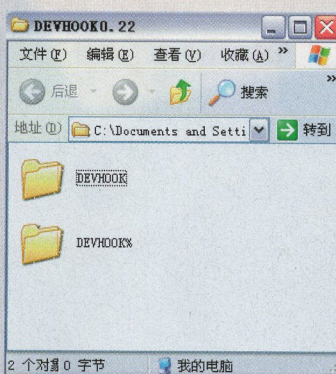 DEVHOOK0.22
文件(F) 编辑(E) 查看(V) 收藏(A) »
后退 搜索 »
地址(D) C:\Documents and Setti 转到
DEVHOOK
DEVHOOK%
2 个对象 0 字节 我的电脑